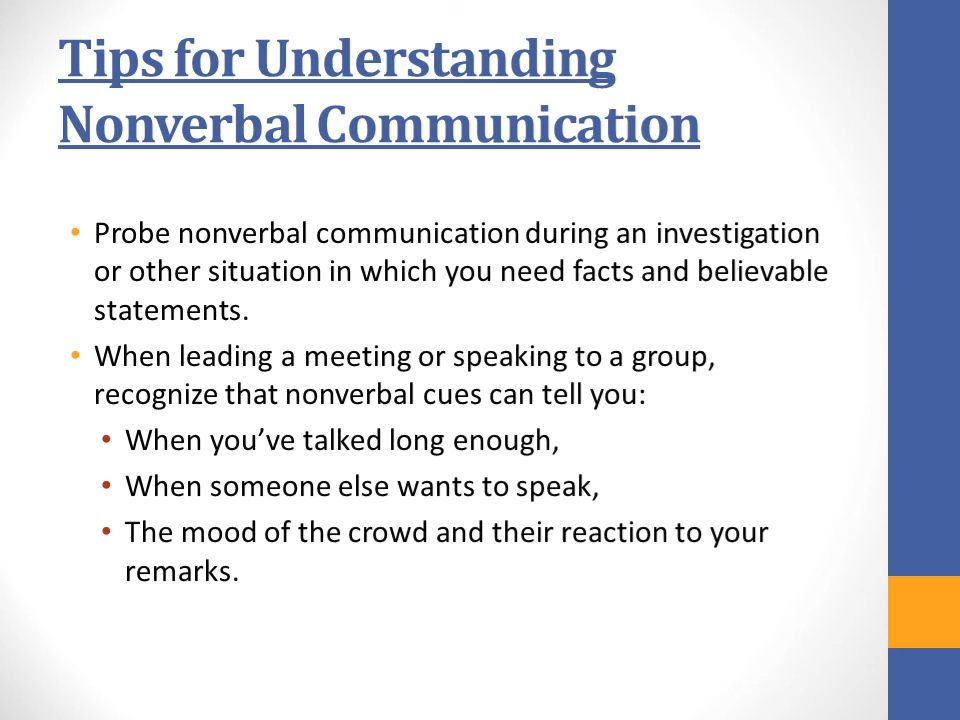 Tips for Understanding
Nonverbal Communication
• Probe nonverbal communication during an investigation
or other situation in which you need facts and believable
statements.
• When leading a meeting or speaking to a group,
recognize that nonverbal cues can tell you:
• When you’ve talked long enough,
• When someone else wants to speak,
• The mood of the crowd and their reaction to your
remarks.